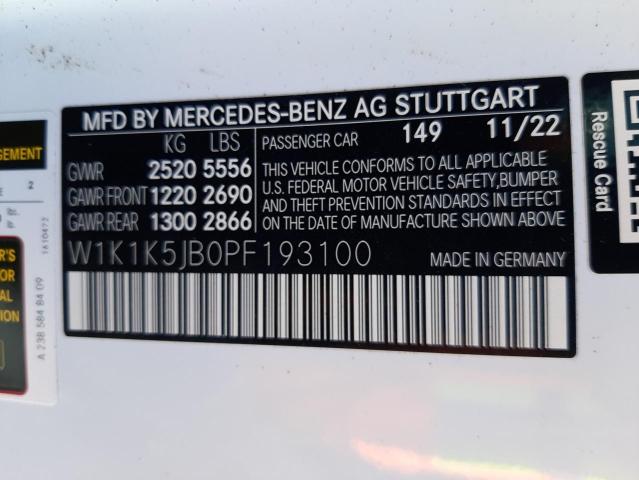 MFD BY MERCEDES-BENZ AG STUTTGART
KG LBS
GVWR 2520 5556
GAWR FRONT 1220 2690
GAWR REAR 1300 2866
PASSENGER CAR 149 11/22
THIS VEHICLE CONFORMS TO ALL APPLICABLE
U.S. FEDERAL MOTOR VEHICLE SAFETY,BUMPER
AND THEFT PREVENTION STANDARDS IN EFFECT
ON THE DATE OF MANUFACTURE SHOWN ABOVE.
W1K1K5JB0PF193100 MADE IN GERMANY
Rescue Card
2
A 238 584 84 09